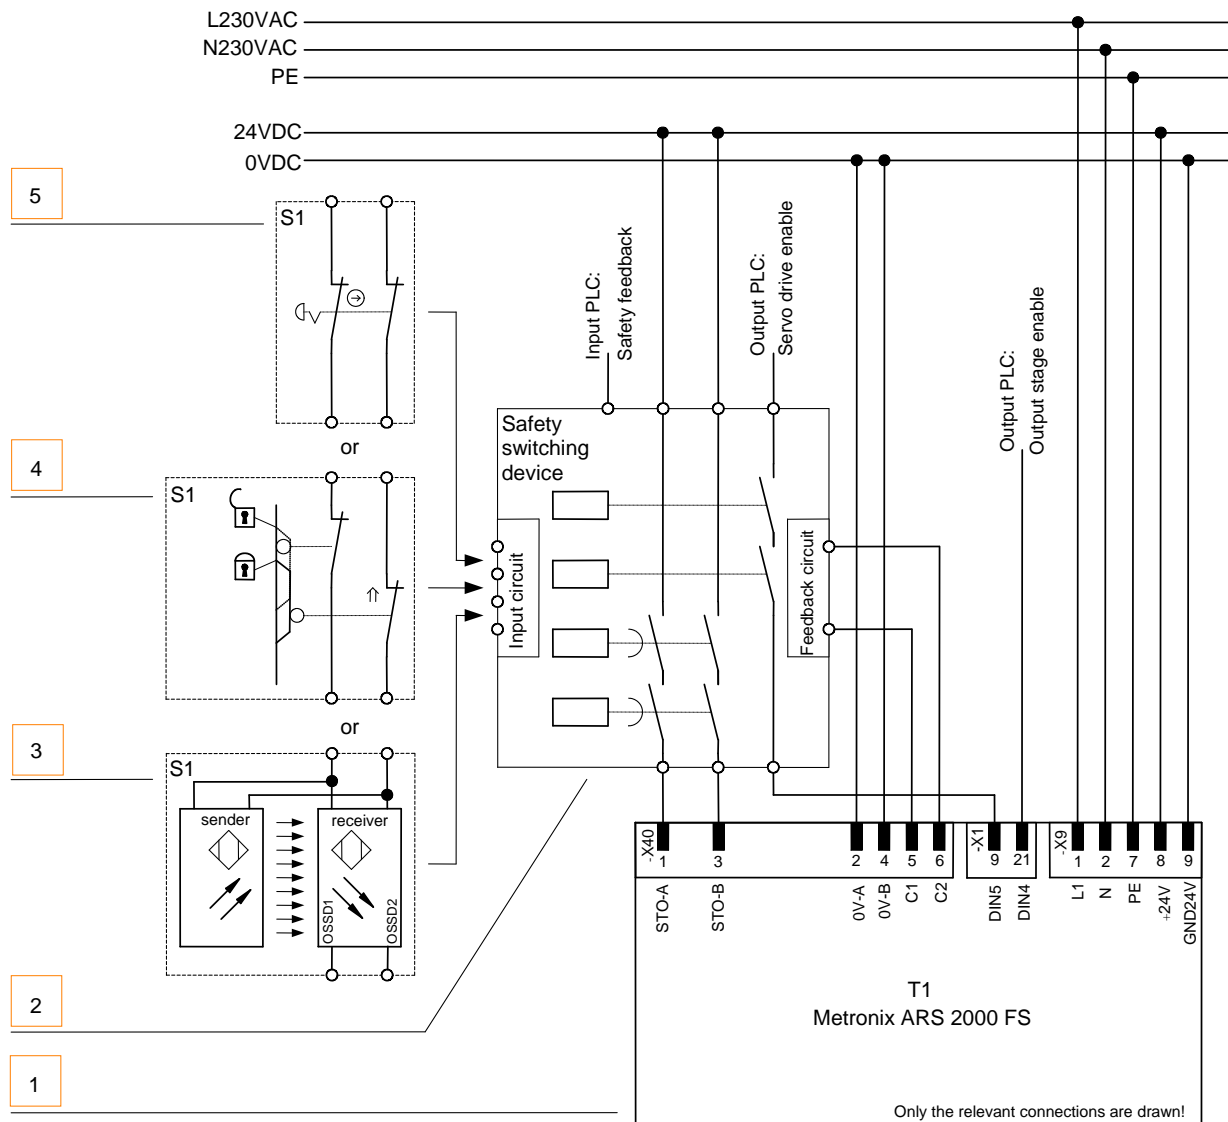 L230VAC
N230VAC
PE
24VDC
0VDC
5
S1
Input PLC:
Safety feedback
Output PLC:
Servo drive enable
Output PLC:
Output stage enable
or
4
S1
Safety
switching
device
Input circuit
Feedback circuit
or
3
S1
sender
receiver
OSSD1
OSSD2
-X40
1
3
2
4
5
6
-X1
9
21
-X9
1
2
7
8
9
STO-A
STO-B
0V-A
0V-B
C1
C2
DIN5
DIN4
L1
N
PE
+24V
GND24V
2
T1
Metronix ARS 2000 FS
1
Only the relevant connections are drawn!